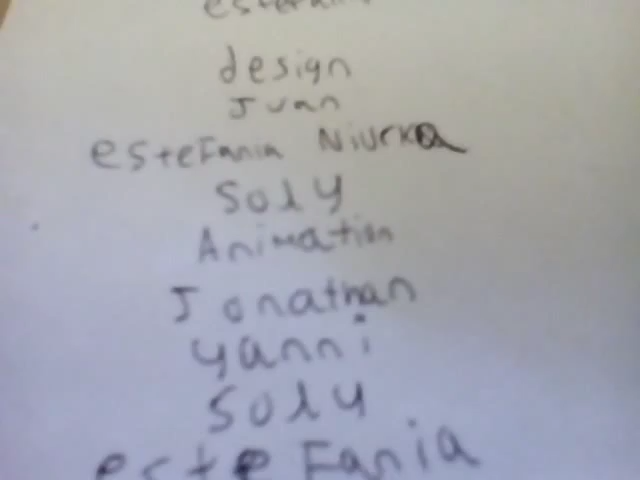 design
Juan
esteFania Niurka
Soly
Animation
Jonathan
yanni
Soly
esteFania